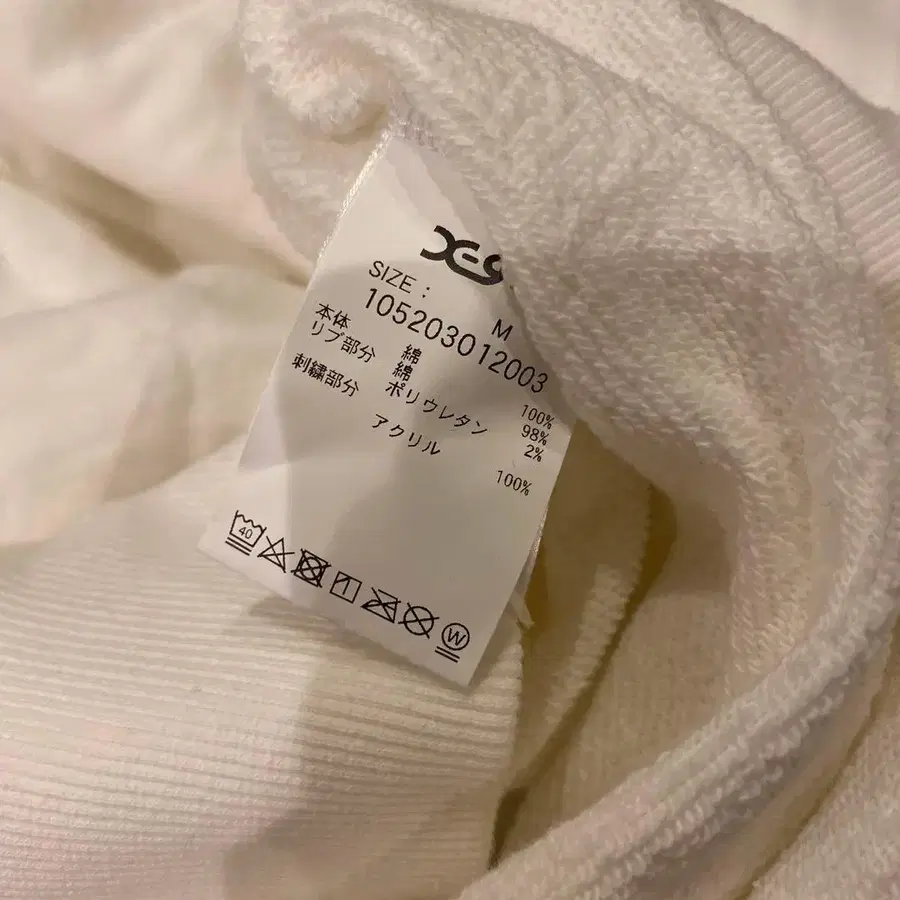 X-S
SIZE : M
105203012003
本体 綿 100%
リブ部分 綿 98%
ポリウレタン 2%
刺繍部分 アクリル 100%
40
W